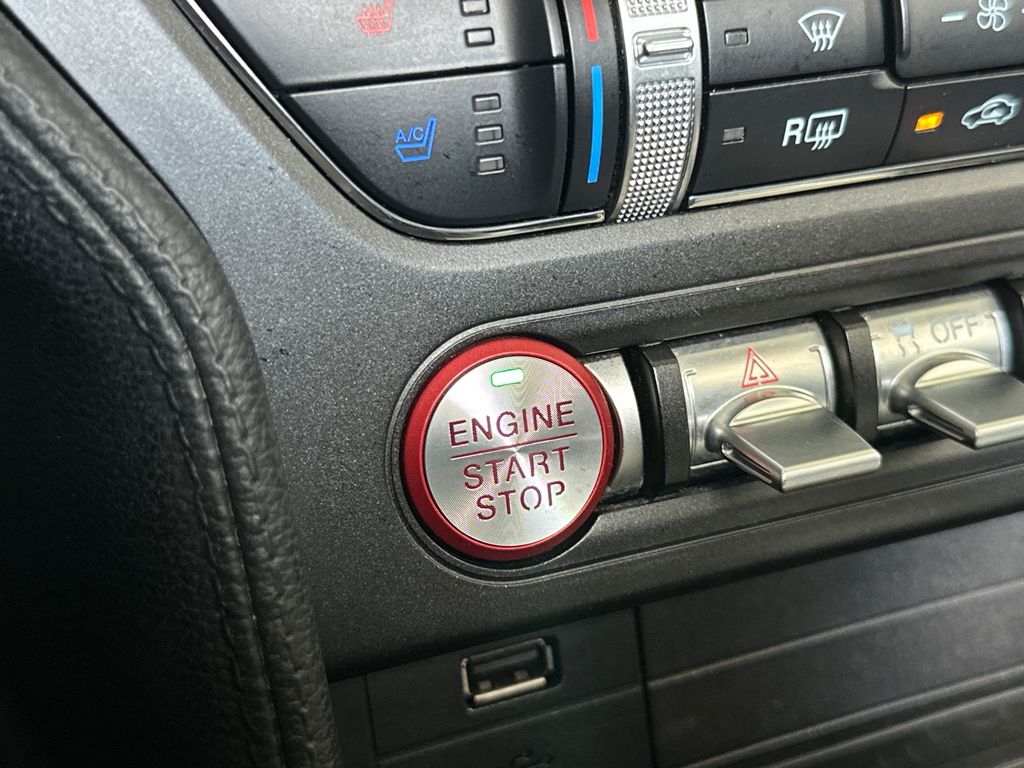 A/C
R
OFF
ENGINE
START
STOP